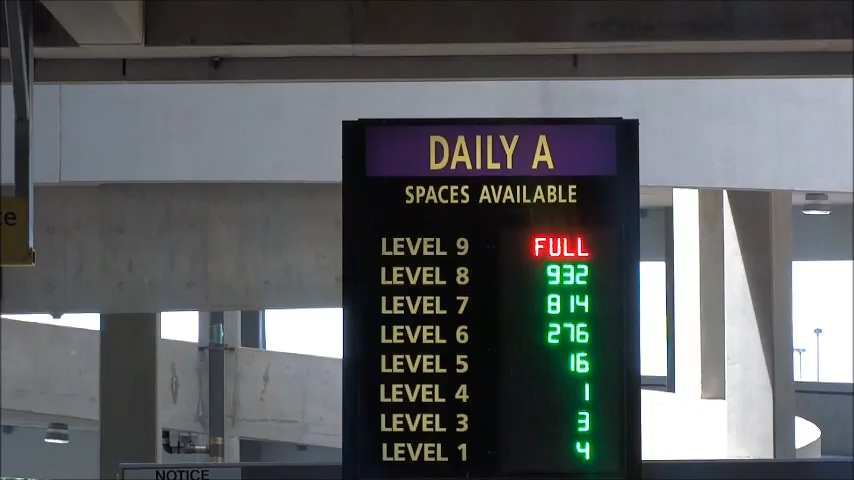 DAILY A
SPACES AVAILABLE
LEVEL 9 FULL
LEVEL 8 932
LEVEL 7 814
LEVEL 6 276
LEVEL 5 16
LEVEL 4 1
LEVEL 3 3
LEVEL 1 4
NOTICE